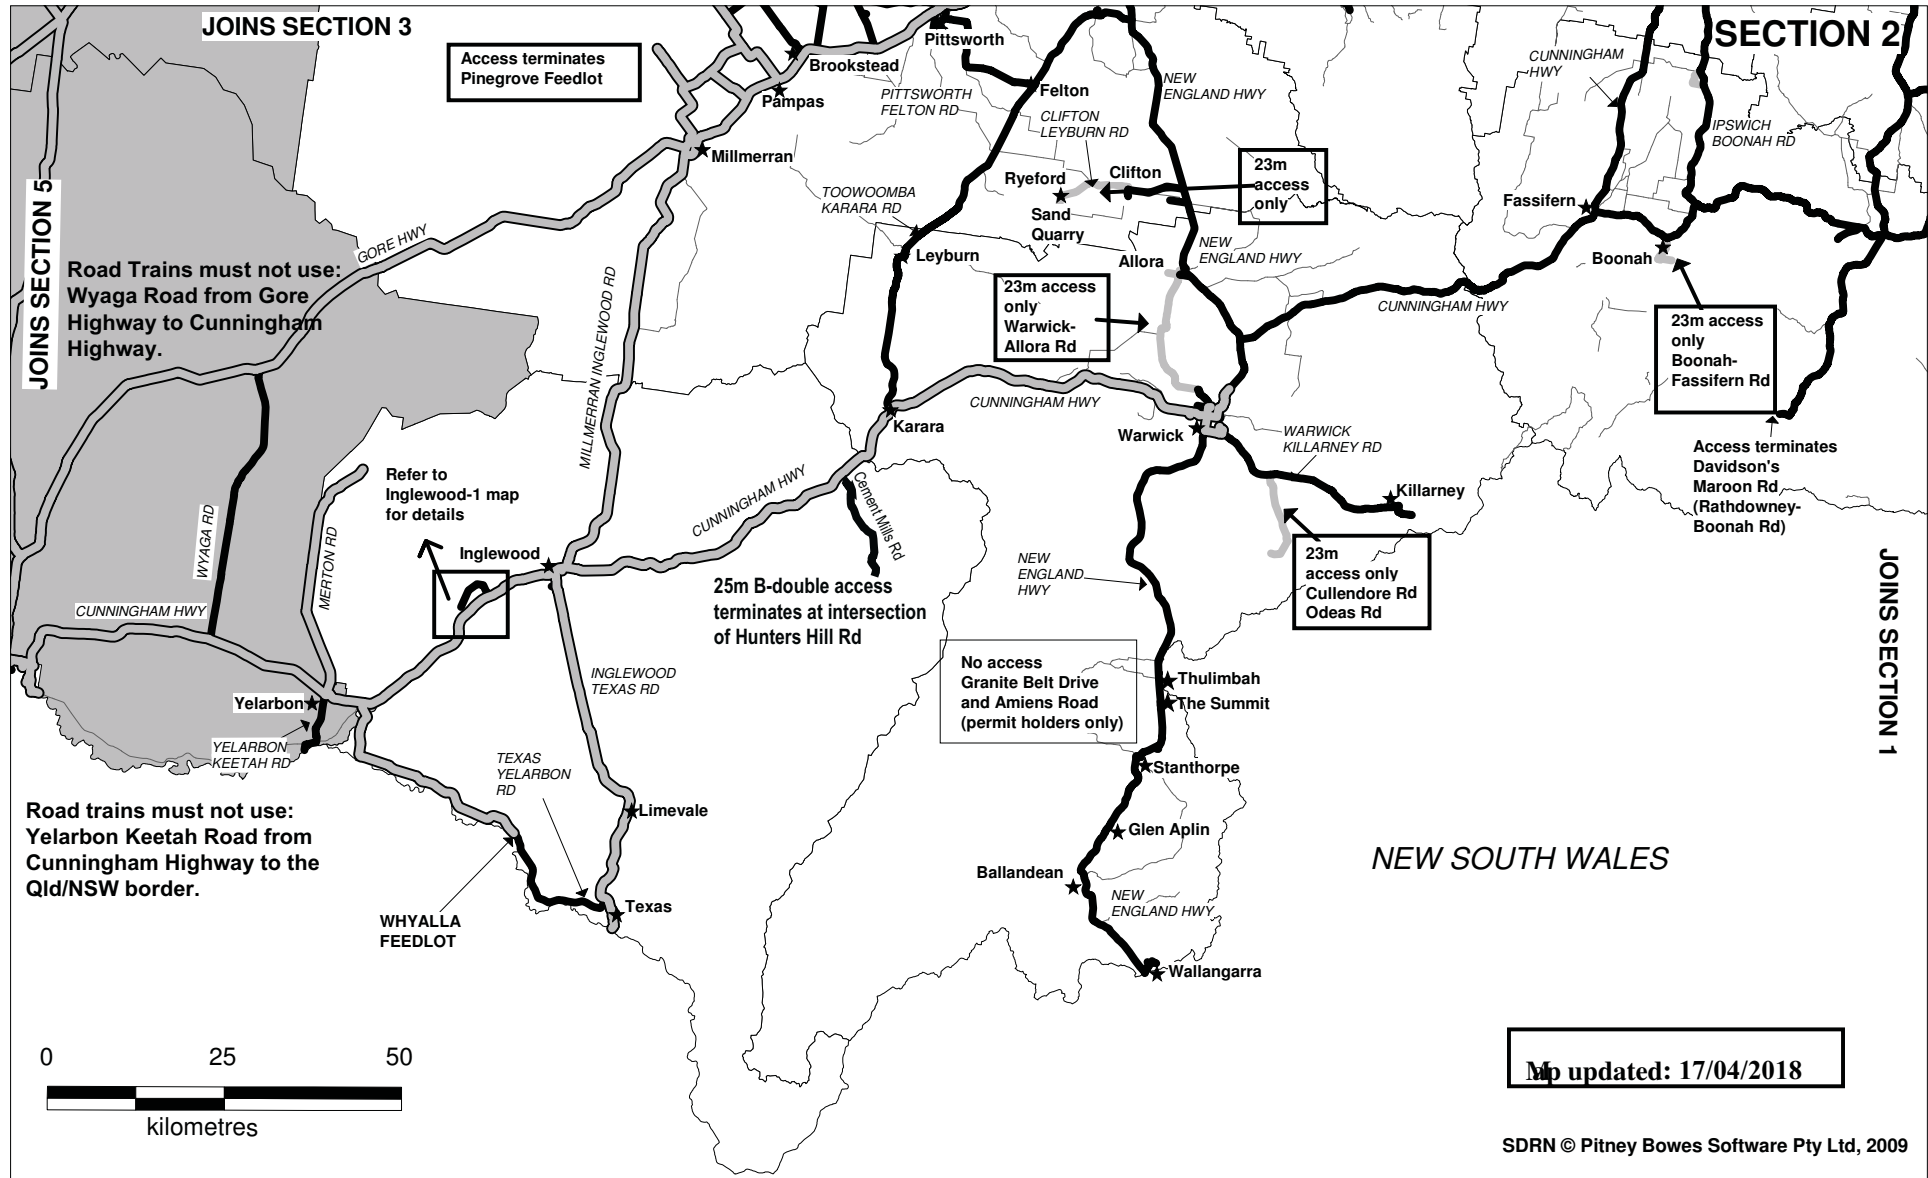 JOINS SECTION 3
SECTION 2
Access terminates
Pinegrove Feedlot
Brookstead
Pampas
Millmerran
Pittsworth
Felton
PITTSWORTH
FELTON RD
NEW
ENGLAND HWY
CLIFTON
LEYBURN RD
CUNNINGHAM
HWY
IPSWICH
BOONAH RD
Ryeford
Clifton
Sand
Quarry
23m
access
only
TOOWOOMBA
KARARA RD
Fassifern
Leyburn
Allora
NEW
ENGLAND HWY
Boonah
GORE HWY
JOINS SECTION 5
Road Trains must not use:
Wyaga Road from Gore
Highway to Cunningham
Highway.
MILLMERRAN INGLEWOOD RD
23m access
only
Warwick-
Allora Rd
CUNNINGHAM HWY
23m access
only
Boonah-
Fassifern Rd
CUNNINGHAM HWY
Karara
Warwick
WARWICK
KILLARNEY RD
Killarney
Access terminates
Davidson's
Maroon Rd
(Rathdowney-
Boonah Rd)
Refer to
Inglewood-1 map
for details
CUNNINGHAM HWY
Cement Mills Rd
WYAGA RD
MERTON RD
Inglewood
CUNNINGHAM HWY
25m B-double access
terminates at intersection
of Hunters Hill Rd
NEW
ENGLAND
HWY
23m
access only
Cullendore Rd
Odeas Rd
JOINS SECTION 1
INGLEWOOD
TEXAS RD
No access
Granite Belt Drive
and Amiens Road
(permit holders only)
Thulimbah
The Summit
Yelarbon
YELARBON
KEETAH RD
TEXAS
YELARBON
RD
Stanthorpe
Limevale
Glen Aplin
Road trains must not use:
Yelarbon Keetah Road from
Cunningham Highway to the
Qld/NSW border.
WHYALLA
FEEDLOT
Texas
Ballandean
NEW
ENGLAND HWY
Wallangarra
NEW SOUTH WALES
0 25 50
kilometres
Map updated: 17/04/2018
SDRN © Pitney Bowes Software Pty Ltd, 2009